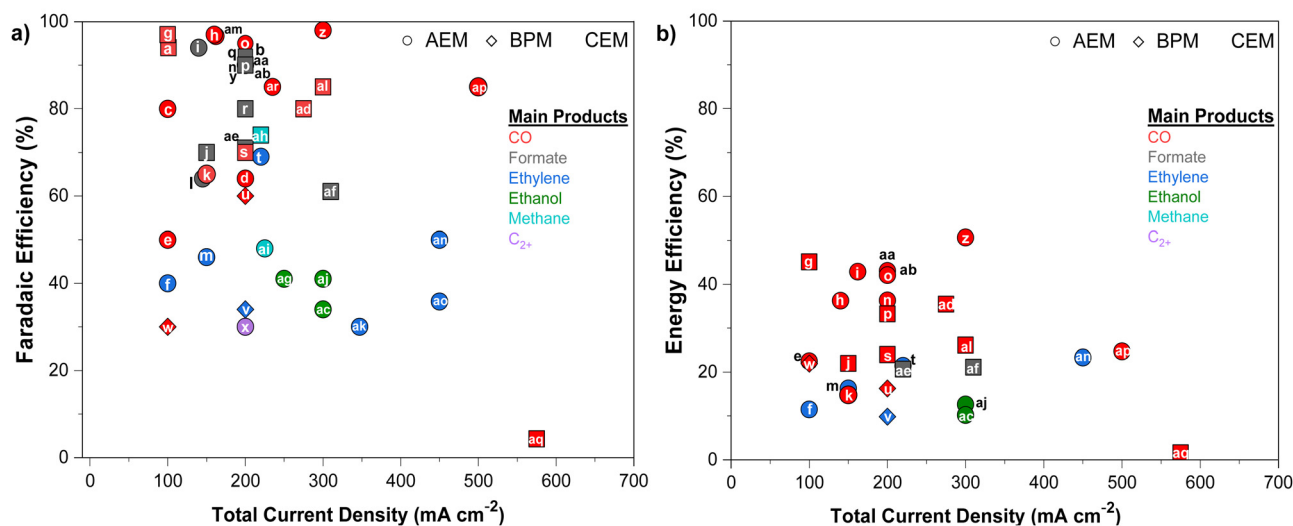 a)
Faradaic Efficiency (%)
100
80
60
40
20
0
0 100 200 300 400 500 600 700
Total Current Density (mA cm⁻²)
AEM BPM CEM
Main Products
CO
Formate
Ethylene
Ethanol
Methane
C₂₊
g
a
i
h
am
o
q b
p
n aa
y ab
z
ar
al
ap
c
r
ad
ae
ah
j
s
t
l
k
d
u
af
e
m
ai
an
f
ag
aj
ao
w
v
x
ac
ak
aq
b)
Energy Efficiency (%)
100
80
60
40
20
0
0 100 200 300 400 500 600 700
Total Current Density (mA cm⁻²)
AEM BPM CEM
Main Products
CO
Formate
Ethylene
Ethanol
Methane
C₂₊
z
g
i
aa
o
ab
h
n
p
ad
e
w
j
s
t
ae
al
af
an
ap
m
k
u
f
v
aj
ac
aq